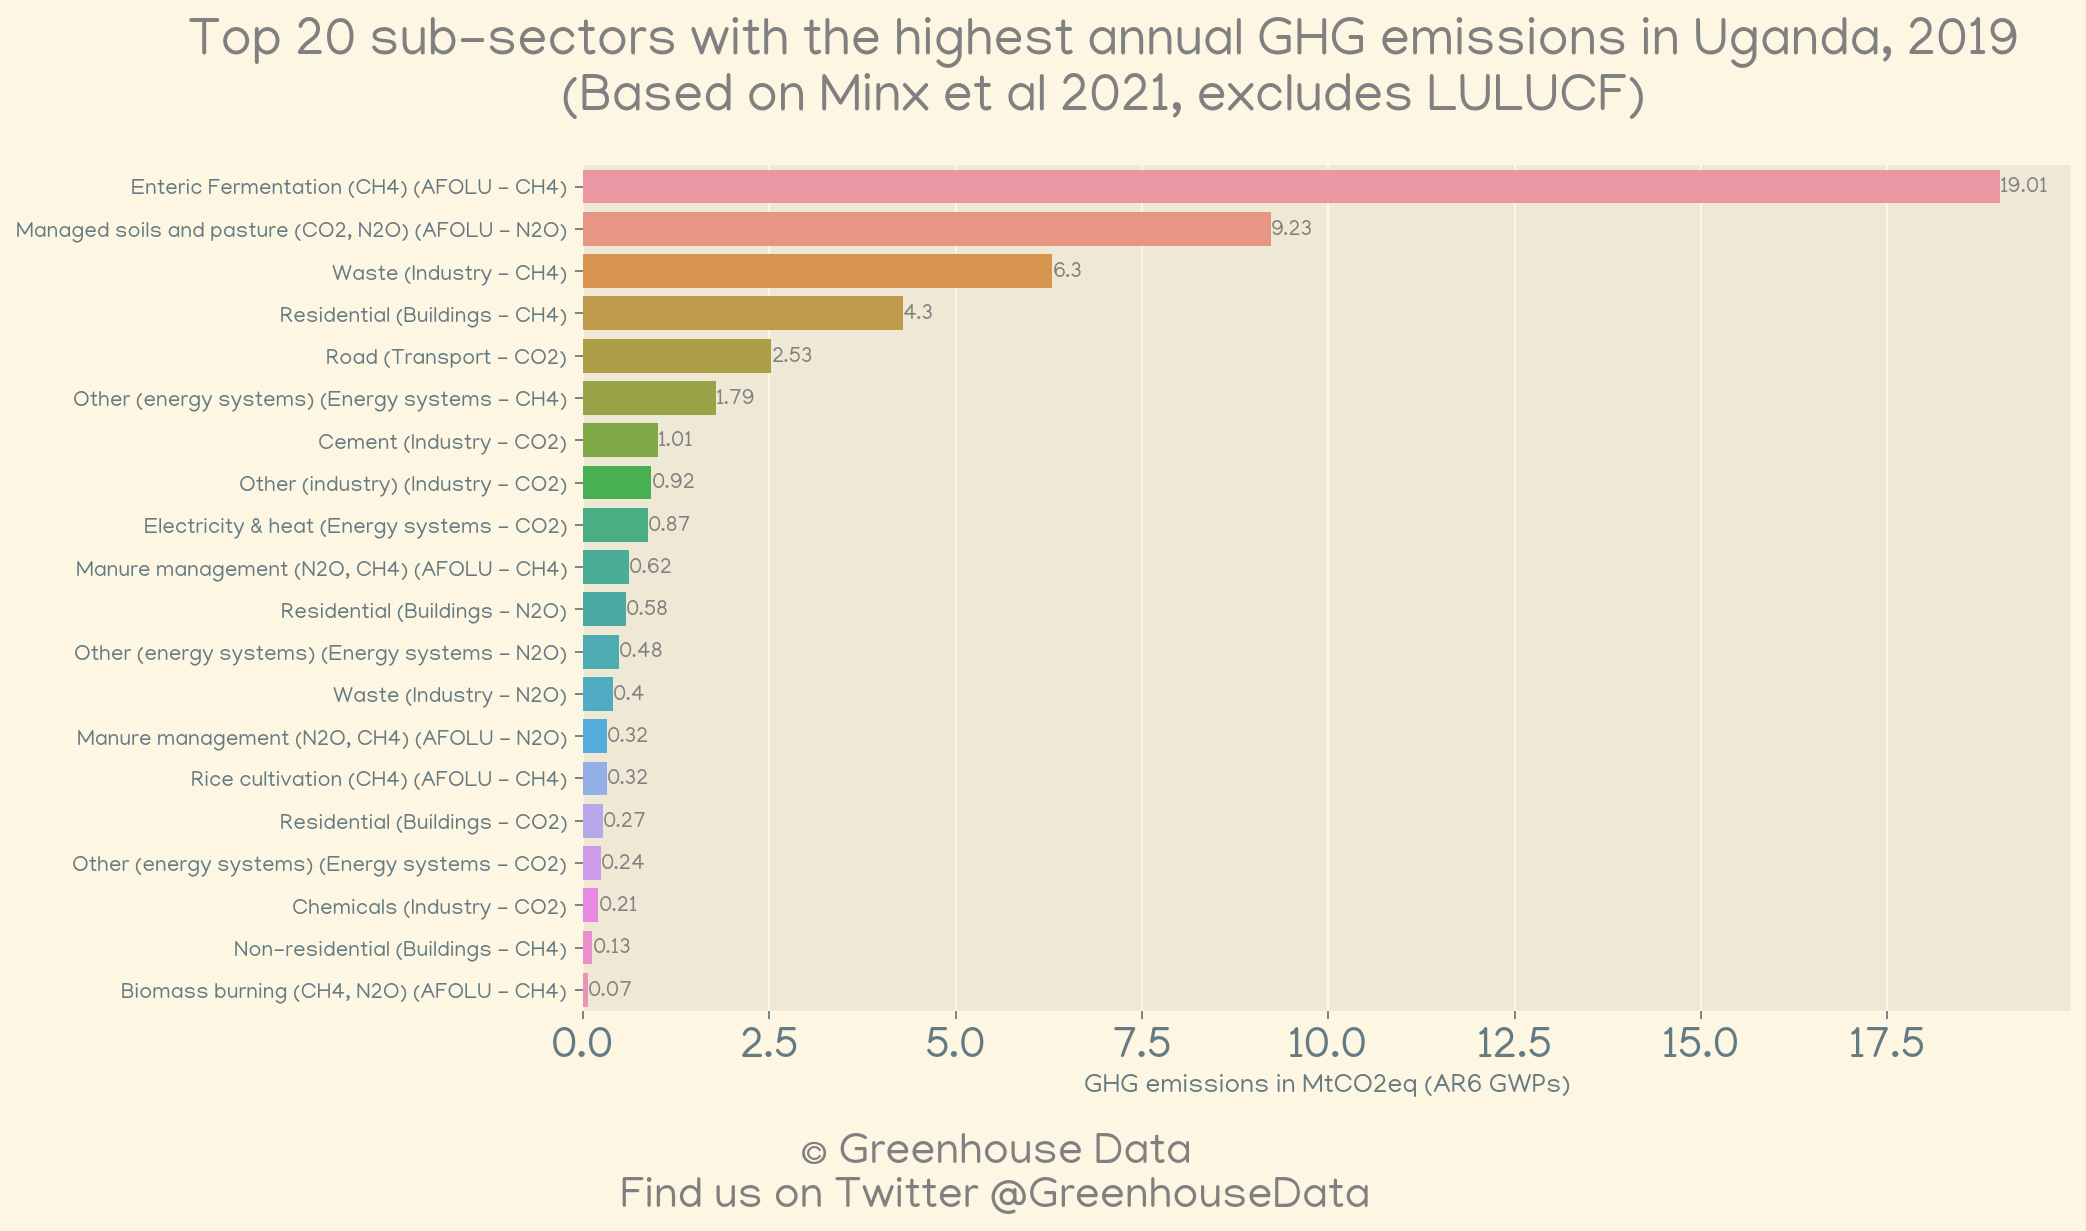 Top 20 sub-sectors with the highest annual GHG emissions in Uganda, 2019
(Based on Minx et al 2021, excludes LULUCF)
Enteric Fermentation (CH4) (AFOLU - CH4) 19.01
Managed soils and pasture (CO2, N2O) (AFOLU - N2O) 9.23
Waste (Industry - CH4) 6.3
Residential (Buildings - CH4) 4.3
Road (Transport - CO2) 2.53
Other (energy systems) (Energy systems - CH4) 1.79
Cement (Industry - CO2) 1.01
Other (industry) (Industry - CO2) 0.92
Electricity & heat (Energy systems - CO2) 0.87
Manure management (N2O, CH4) (AFOLU - CH4) 0.62
Residential (Buildings - N2O) 0.58
Other (energy systems) (Energy systems - N2O) 0.48
Waste (Industry - N2O) 0.4
Manure management (N2O, CH4) (AFOLU - N2O) 0.32
Rice cultivation (CH4) (AFOLU - CH4) 0.32
Residential (Buildings - CO2) 0.27
Other (energy systems) (Energy systems - CO2) 0.24
Chemicals (Industry - CO2) 0.21
Non-residential (Buildings - CH4) 0.13
Biomass burning (CH4, N2O) (AFOLU - CH4) 0.07
0.0 2.5 5.0 7.5 10.0 12.5 15.0 17.5
GHG emissions in MtCO2eq (AR6 GWPs)
© Greenhouse Data
Find us on Twitter @GreenhouseData